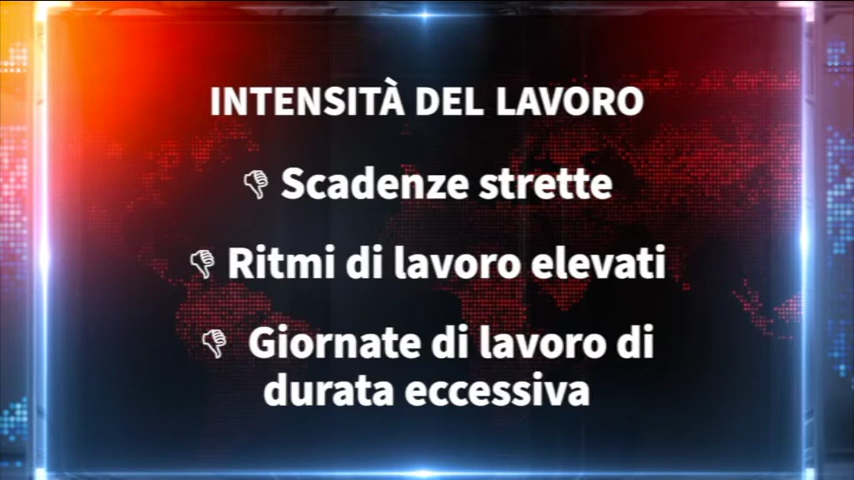 INTENSITÀ DEL LAVORO
👎 Scadenze strette
👎 Ritmi di lavoro elevati
👎 Giornate di lavoro di
durata eccessiva